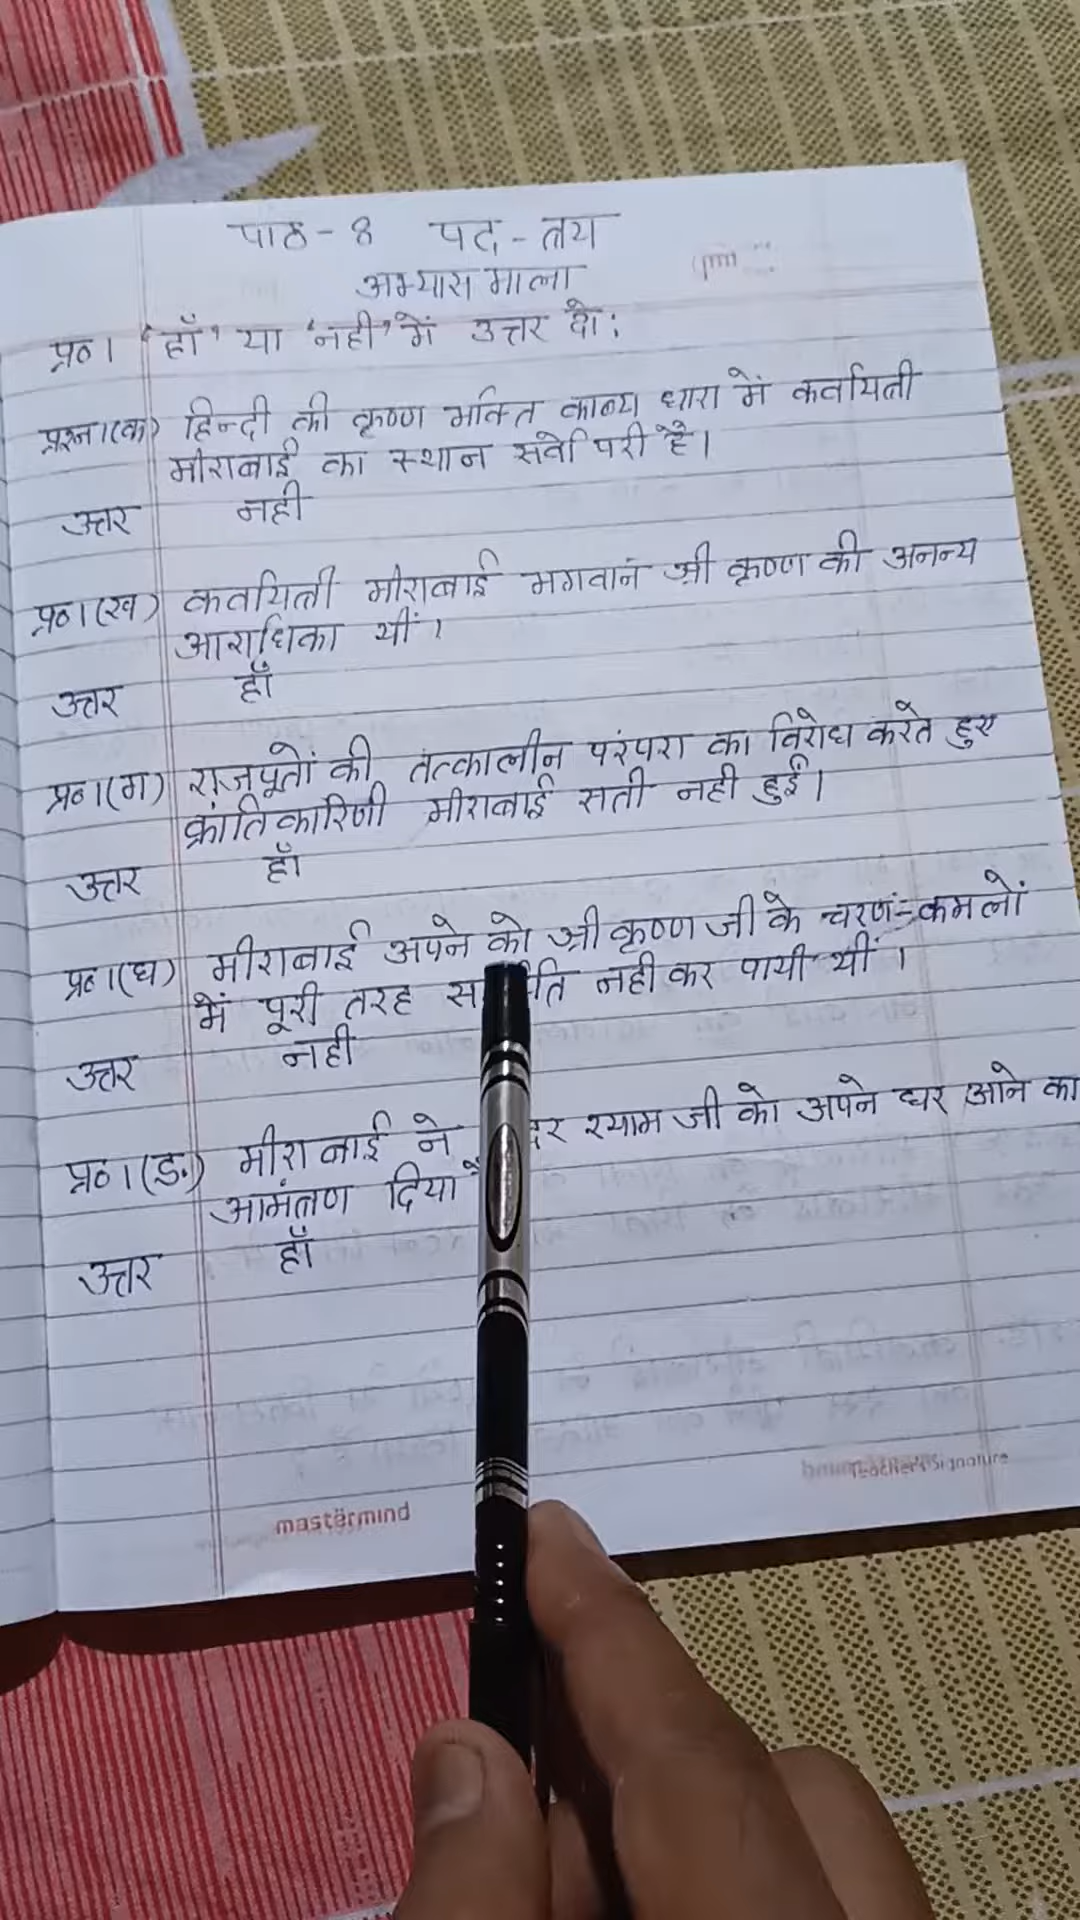 पाठ - 8 पद - त्रय
अभ्यास माला
प्र० । 'हाँ' या 'नही' में उत्तर दो :
प्रश्न।(क) हिन्दी की कृष्ण भक्ति काव्य धारा में कवयित्री
मीराबाई का स्थान सर्वोपरी है।
उत्तर नही
प्र०।(ख) कवयित्री मीराबाई भगवान श्री कृष्ण की अनन्य
आराधिका थीं।
उत्तर हाँ
प्र०।(ग) राजपूतों की तत्कालीन परंपरा का विरोध करते हुए
क्रांतिकारिणी मीराबाई सती नही हुई।
उत्तर हाँ
प्र०।(घ) मीराबाई अपने को श्री कृष्ण जी के चरण-कमलों
में पूरी तरह नही कर पायी थीं।
उत्तर नही
प्र०।(ङ.) मीराबाई ने श्याम जी को अपने घर आने का
आमंत्रण दिया
उत्तर हाँ
mastermind
Teacher's Signature